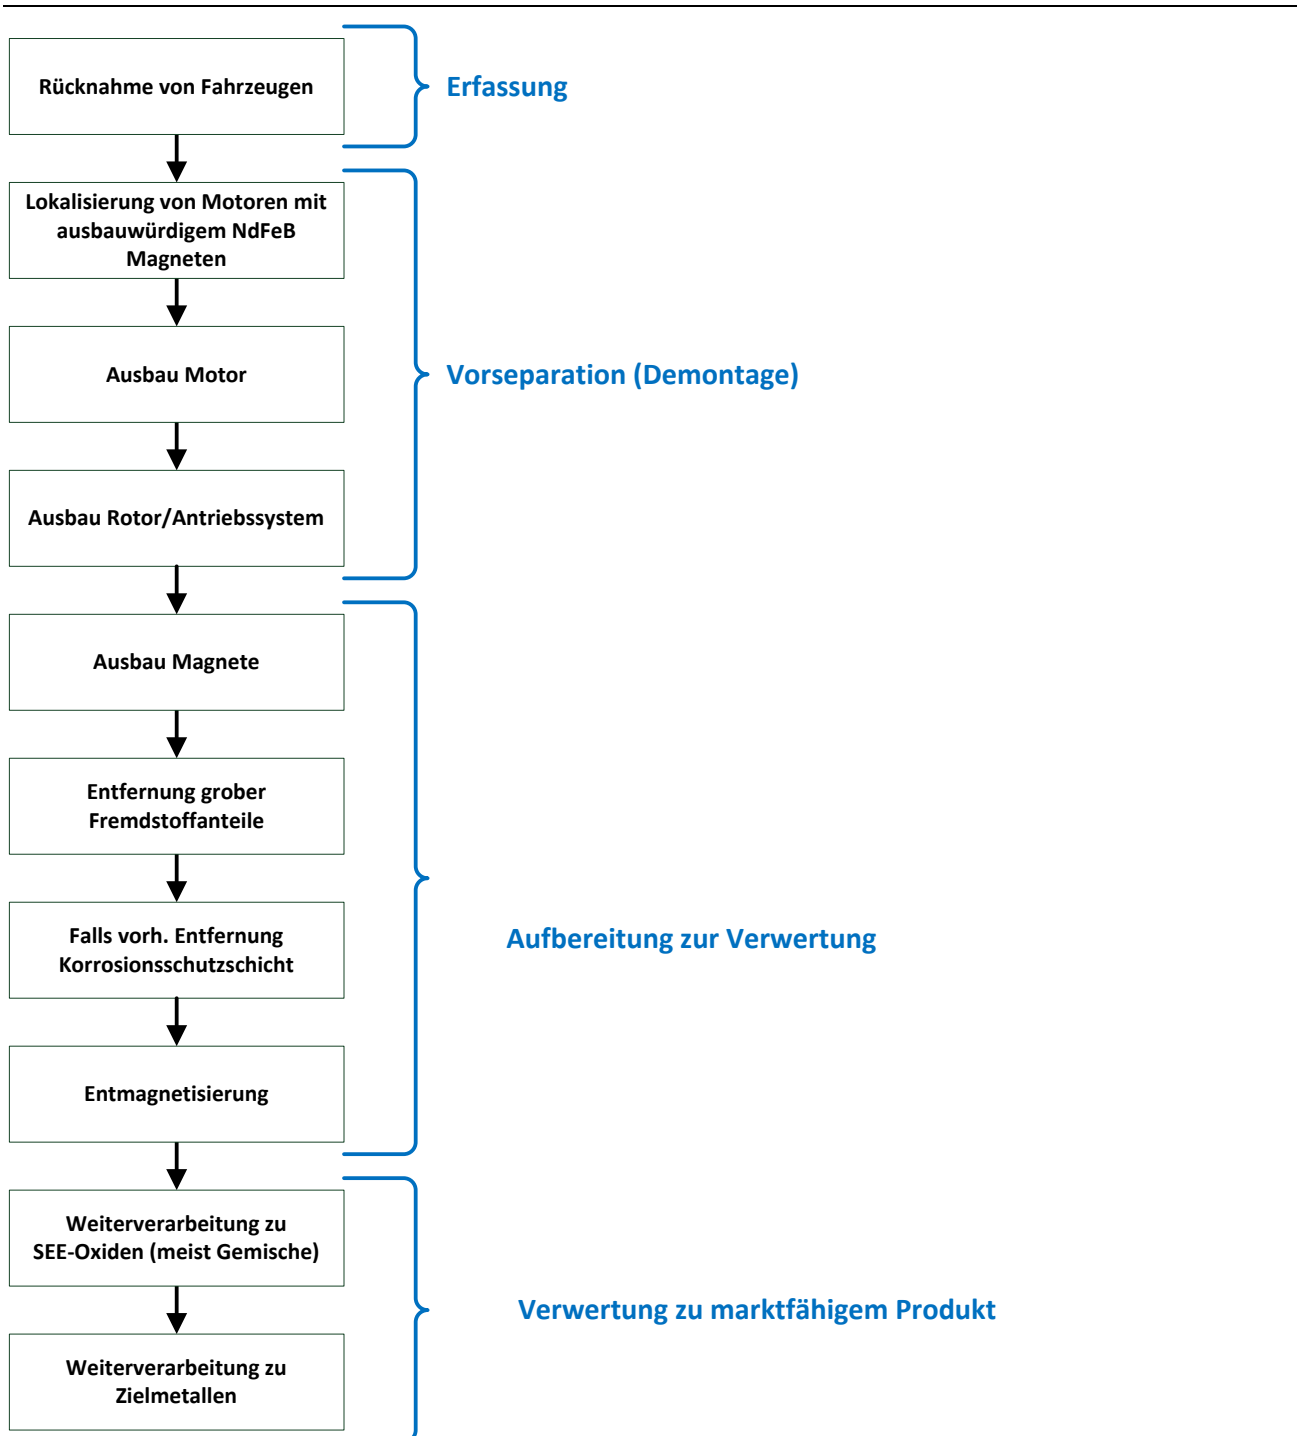 Rücknahme von Fahrzeugen
Erfassung
Lokalisierung von Motoren mit
ausbauwürdigem NdFeB
Magneten
Ausbau Motor
Vorseparation (Demontage)
Ausbau Rotor/Antriebssystem
Ausbau Magnete
Entfernung grober
Fremdstoffanteile
Falls vorh. Entfernung
Korrosionsschutzschicht
Aufbereitung zur Verwertung
Entmagnetisierung
Weiterverarbeitung zu
SEE-Oxiden (meist Gemische)
Verwertung zu marktfähigem Produkt
Weiterverarbeitung zu
Zielmetallen